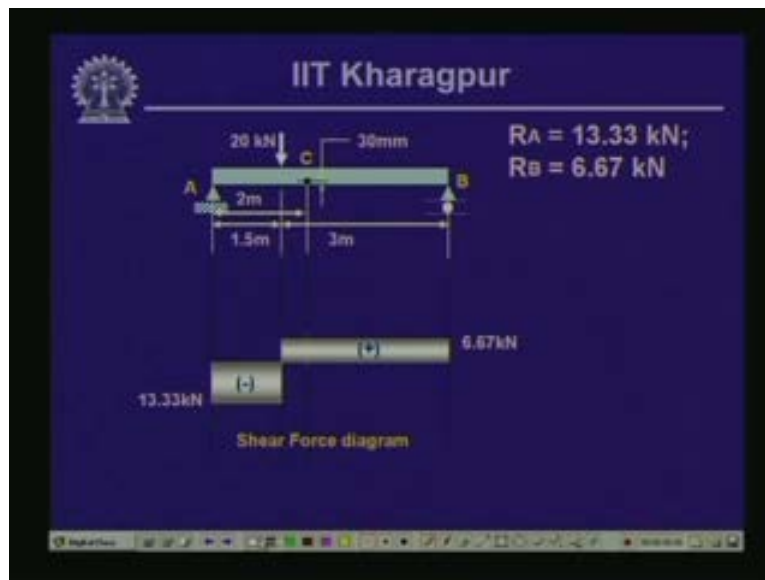 IIT Kharagpur
20 kN
C
30mm
RA = 13.33 kN;
RB = 6.67 kN
A
B
2m
1.5m
3m
(+)
6.67kN
(-)
13.33kN
Shear Force diagram